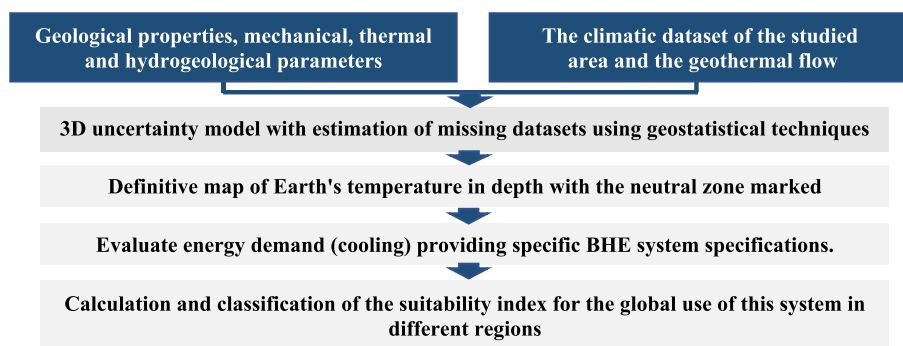 Geological properties, mechanical, thermal
and hydrogeological parameters
The climatic dataset of the studied
area and the geothermal flow
3D uncertainty model with estimation of missing datasets using geostatistical techniques
Definitive map of Earth's temperature in depth with the neutral zone marked
Evaluate energy demand (cooling) providing specific BHE system specifications.
Calculation and classification of the suitability index for the global use of this system in
different regions